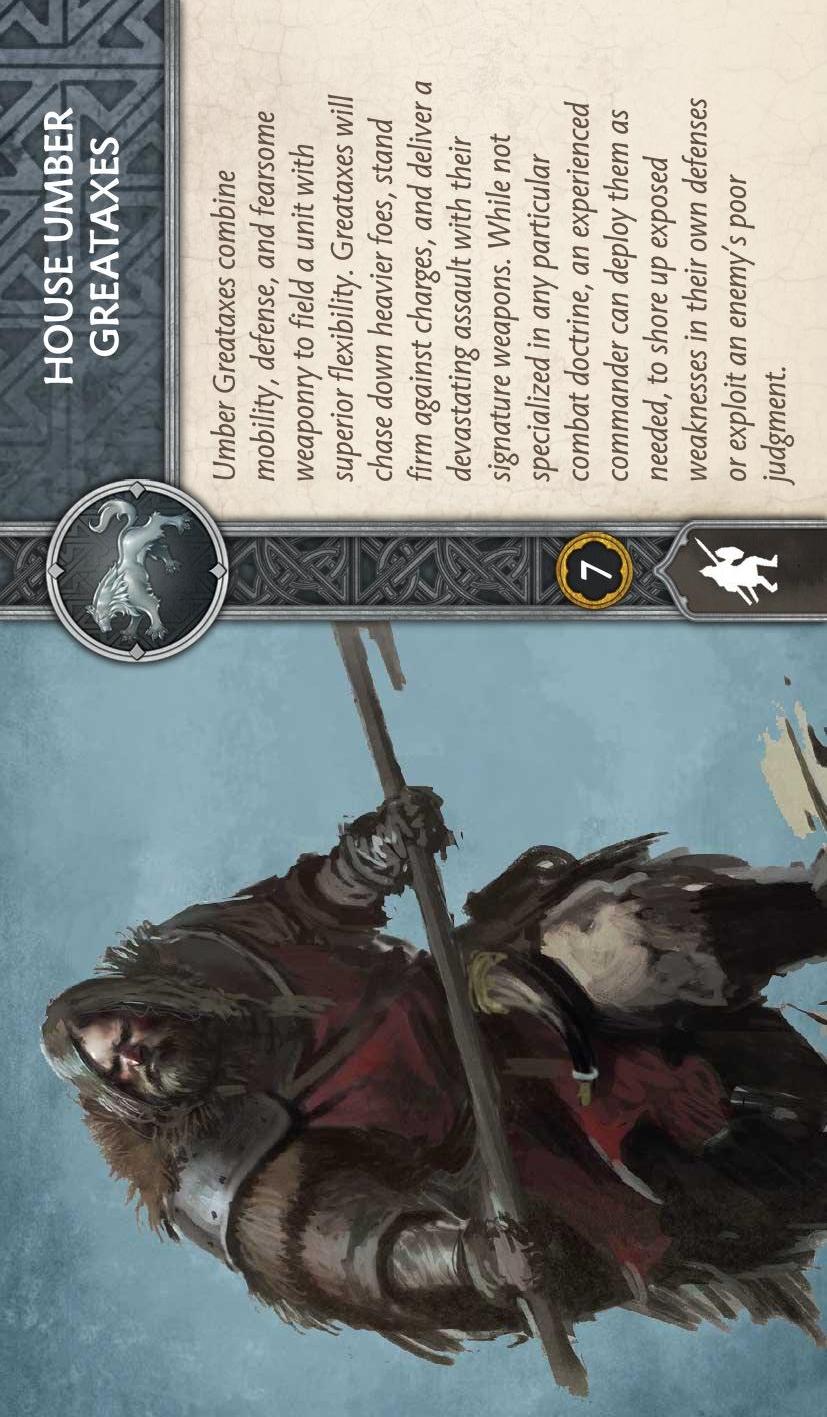 HOUSE UMBER
GREATAXES
Umber Greataxes combine
mobility, defense, and fearsome
weaponry to field a unit with
superior flexibility. Greataxes will
chase down heavier foes, stand
firm against charges, and deliver a
devastating assault with their
signature weapons. While not
specialized in any particular
combat doctrine, an experienced
commander can deploy them as
needed, to shore up exposed
weaknesses in their own defenses
or exploit an enemy's poor
judgment.
7